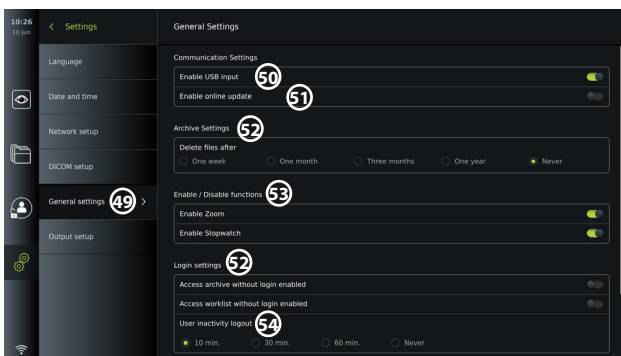 10:26
10 Jun
Settings
General Settings
Language
Date and time
Network setup
DICOM setup
General settings 49
Output setup
Communication Settings
Enable USB input 50
Enable online update 51
Archive Settings 52
Delete files after
One week One month Three months One year Never
Enable / Disable functions 53
Enable Zoom
Enable Stopwatch
Login settings 52
Access archive without login enabled
Access worklist without login enabled
User inactivity logout 54
10 min. 30 min. 60 min. Never